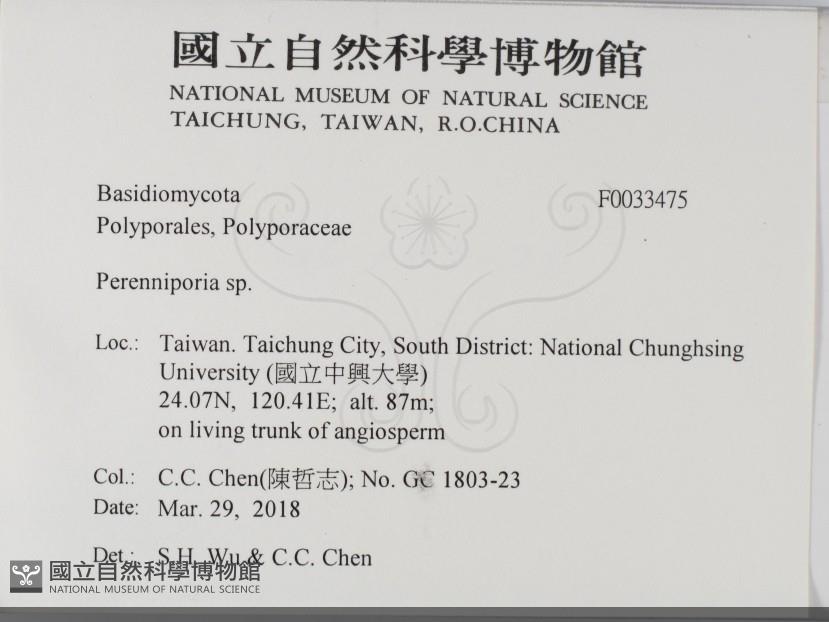 國立自然科學博物館
NATIONAL MUSEUM OF NATURAL SCIENCE
TAICHUNG, TAIWAN, R.O.CHINA
Basidiomycota F0033475
Polyporales, Polyporaceae
Perenniporia sp.
Loc.: Taiwan. Taichung City, South District: National Chunghsing
University (國立中興大學)
24.07N, 120.41E; alt. 87m;
on living trunk of angiosperm
Col.: C.C. Chen(陳哲志); No. GC 1803-23
Date: Mar. 29, 2018
Det.: S.H. Wu & C.C. Chen
國立自然科學博物館
NATIONAL MUSEUM OF NATURAL SCIENCE